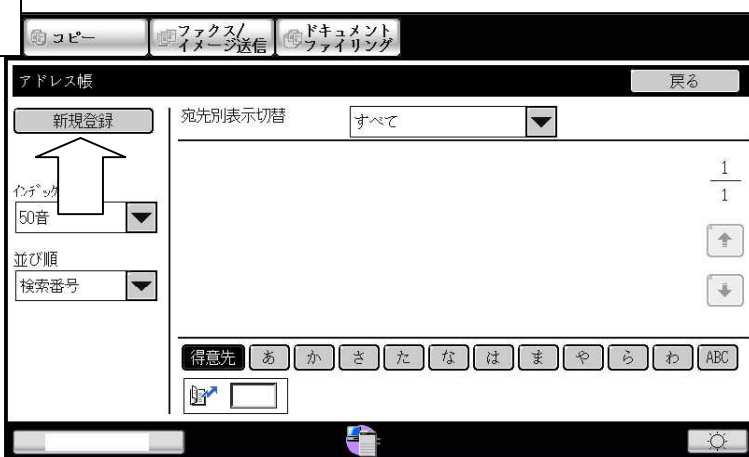 コピー
ファクス/
イメージ送信
ドキュメント
ファイリング
アドレス帳
戻る
新規登録
宛先別表示切替
すべて
1
1
インデック
50音
並び順
検索番号
得意先 あ か さ た な は ま や ら わ ABC